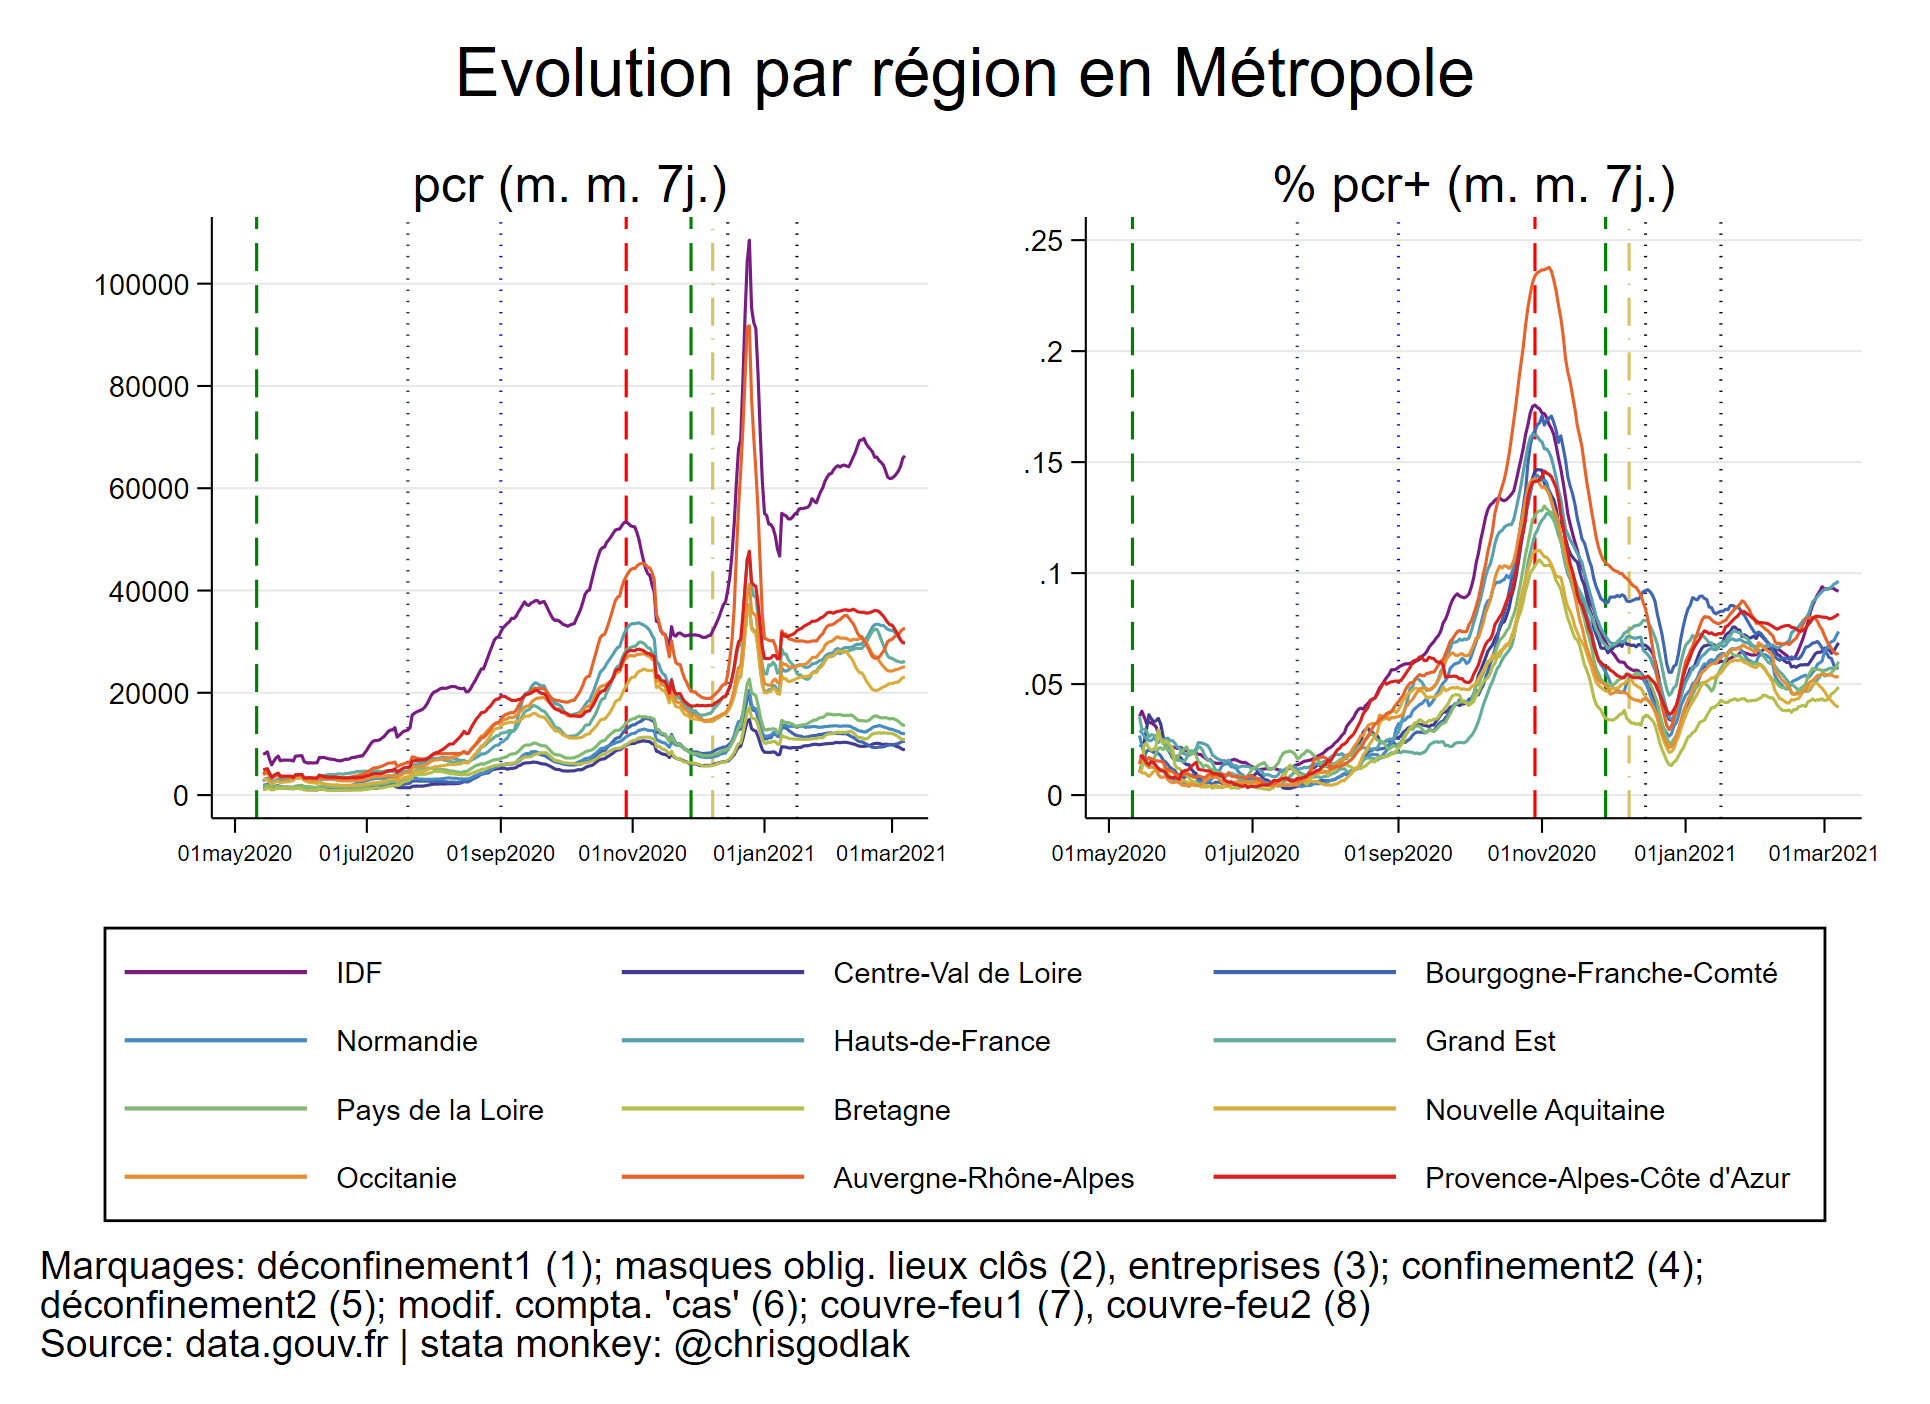 Evolution par région en Métropole
pcr (m. m. 7j.)
100000
80000
60000
40000
20000
0
01may2020 01jul2020 01sep2020 01nov2020 01jan2021 01mar2021
% pcr+ (m. m. 7j.)
.25
.2
.15
.1
.05
0
01may2020 01jul2020 01sep2020 01nov2020 01jan2021 01mar2021
IDF Centre-Val de Loire Bourgogne-Franche-Comté
Normandie Hauts-de-France Grand Est
Pays de la Loire Bretagne Nouvelle Aquitaine
Occitanie Auvergne-Rhône-Alpes Provence-Alpes-Côte d'Azur
Marquages: déconfinement1 (1); masques oblig. lieux clôs (2), entreprises (3); confinement2 (4);
déconfinement2 (5); modif. compta. 'cas' (6); couvre-feu1 (7), couvre-feu2 (8)
Source: data.gouv.fr | stata monkey: @chrisgodlak